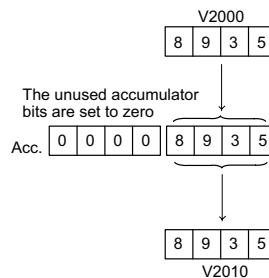 V2000
8 9 3 5
The unused accumulator
bits are set to zero
Acc. 0 0 0 0 8 9 3 5
8 9 3 5
V2010